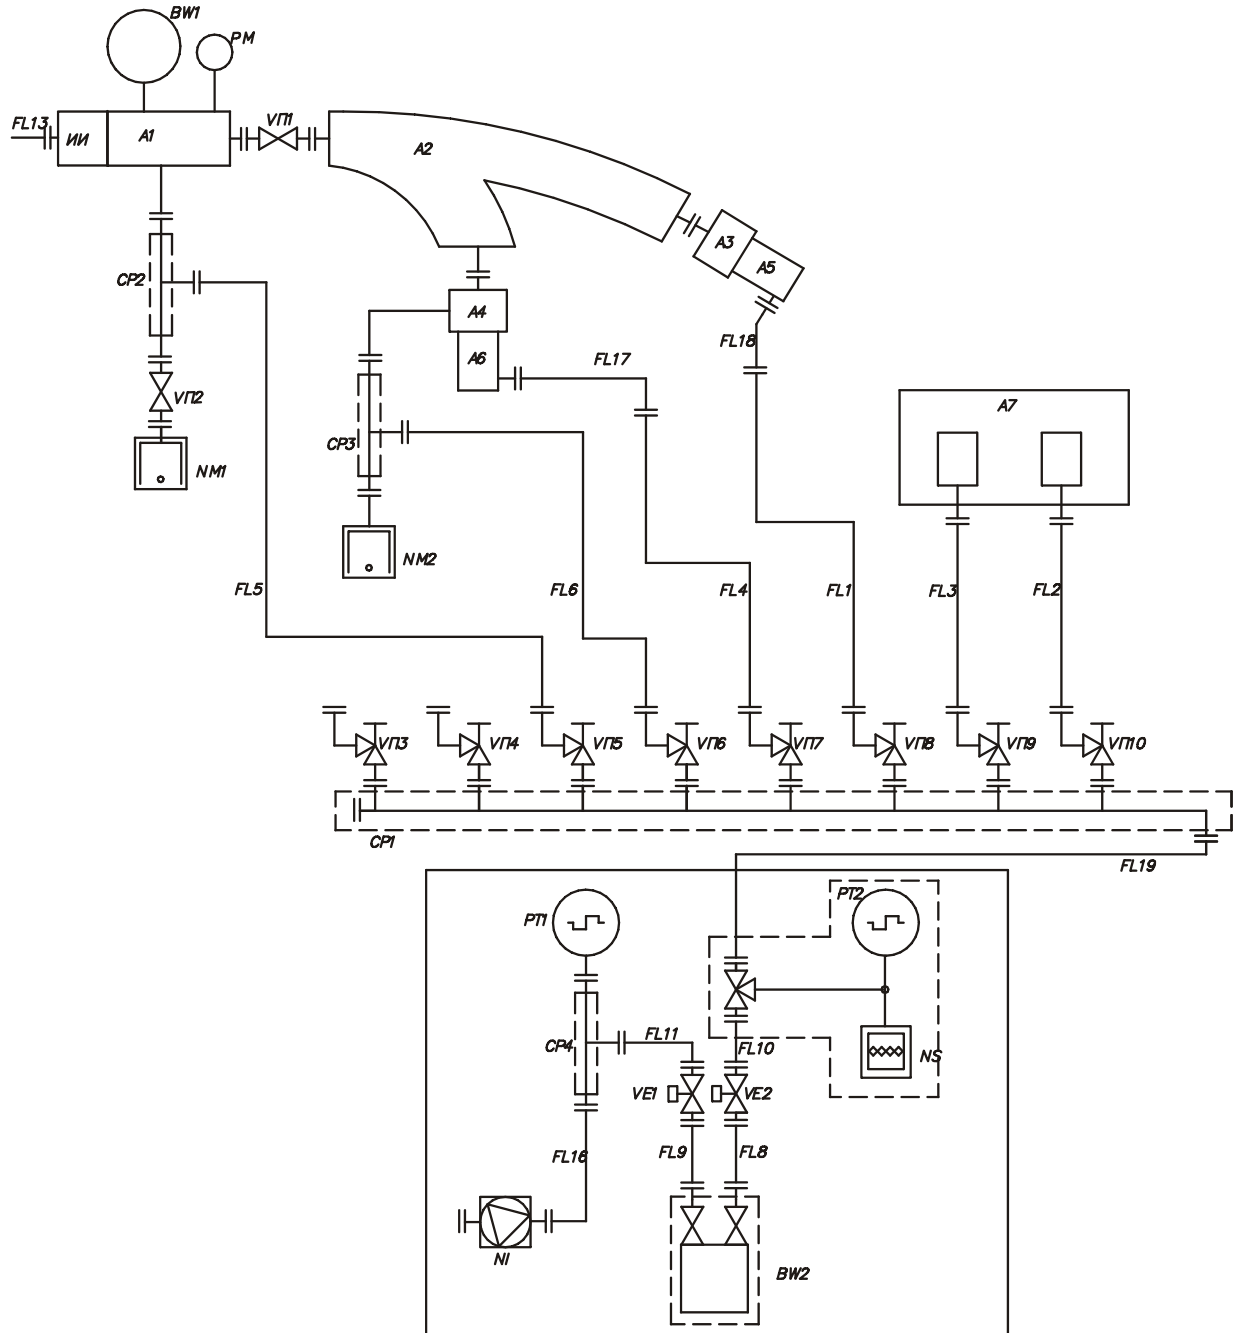 BW1
PM
FL13
ИИ
A1
VП1
A2
A3
A5
CP2
A4
A6
FL17
FL18
VП2
NM1
CP3
NM2
A7
FL5
FL6
FL4
FL1
FL3
FL2
VП3
VП4
VП5
VП6
VП7
VП8
VП9
VП10
CP1
FL19
PT1
PT2
CP4
FL11
FL10
NS
VE1
VE2
FL16
FL9
FL8
NI
BW2